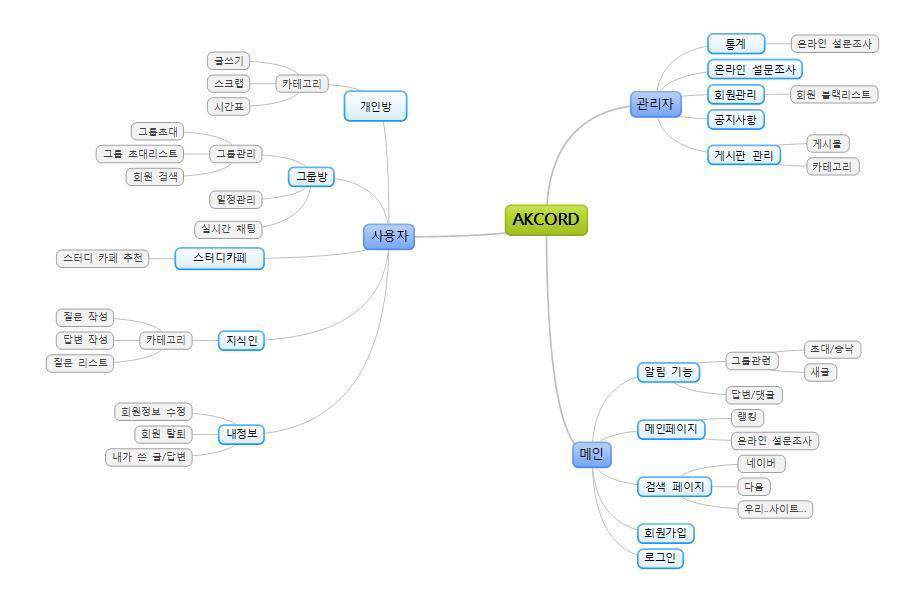 AKCORD
관리자
통계
온라인 설문조사
온라인 설문조사
회원관리
회원 블랙리스트
공지사항
게시판 관리
게시물
카테고리
메인
알림 기능
그룹관련
초대/승낙
새글
답변/댓글
메인페이지
랭킹
온라인 설문조사
검색 페이지
네이버
다음
우리..사이트...
회원가입
로그인
사용자
개인방
카테고리
글쓰기
스크랩
시간표
그룹방
그룹관리
그룹초대
그룹 초대리스트
회원 검색
일정관리
실시간 채팅
스터디카페
스터디 카페 추천
지식인
카테고리
질문 작성
답변 작성
질문 리스트
내정보
회원정보 수정
회원 탈퇴
내가 쓴 글/답변